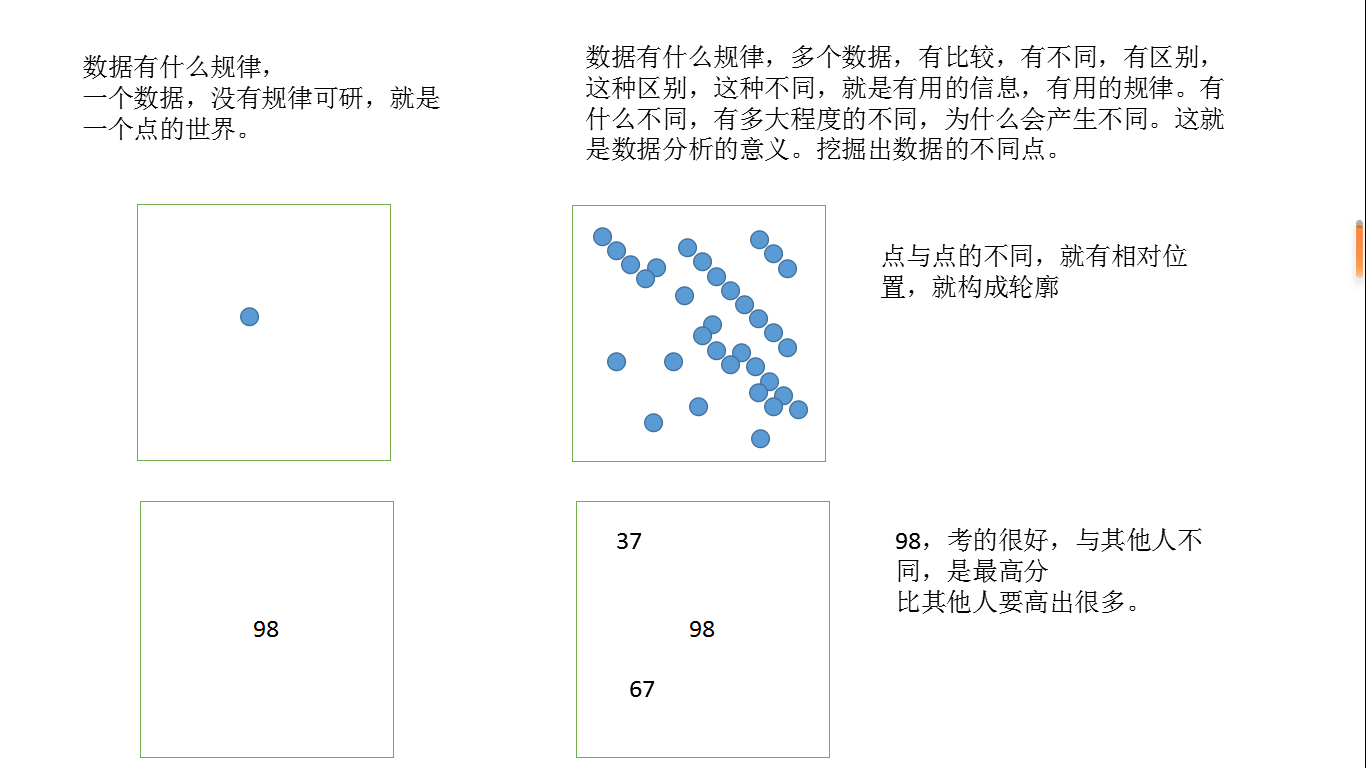 数据有什么规律，
一个数据，没有规律可研，就是
一个点的世界。
数据有什么规律，多个数据，有比较，有不同，有区别，
这种区别，这种不同，就是有用的信息，有用的规律。有
什么不同，有多大程度的不同，为什么会产生不同。这就
是数据分析的意义。挖掘出数据的不同点。
点与点的不同，就有相对位
置，就构成轮廓
98
37
98
67
98，考的很好，与其他人不
同，是最高分
比其他人要高出很多。